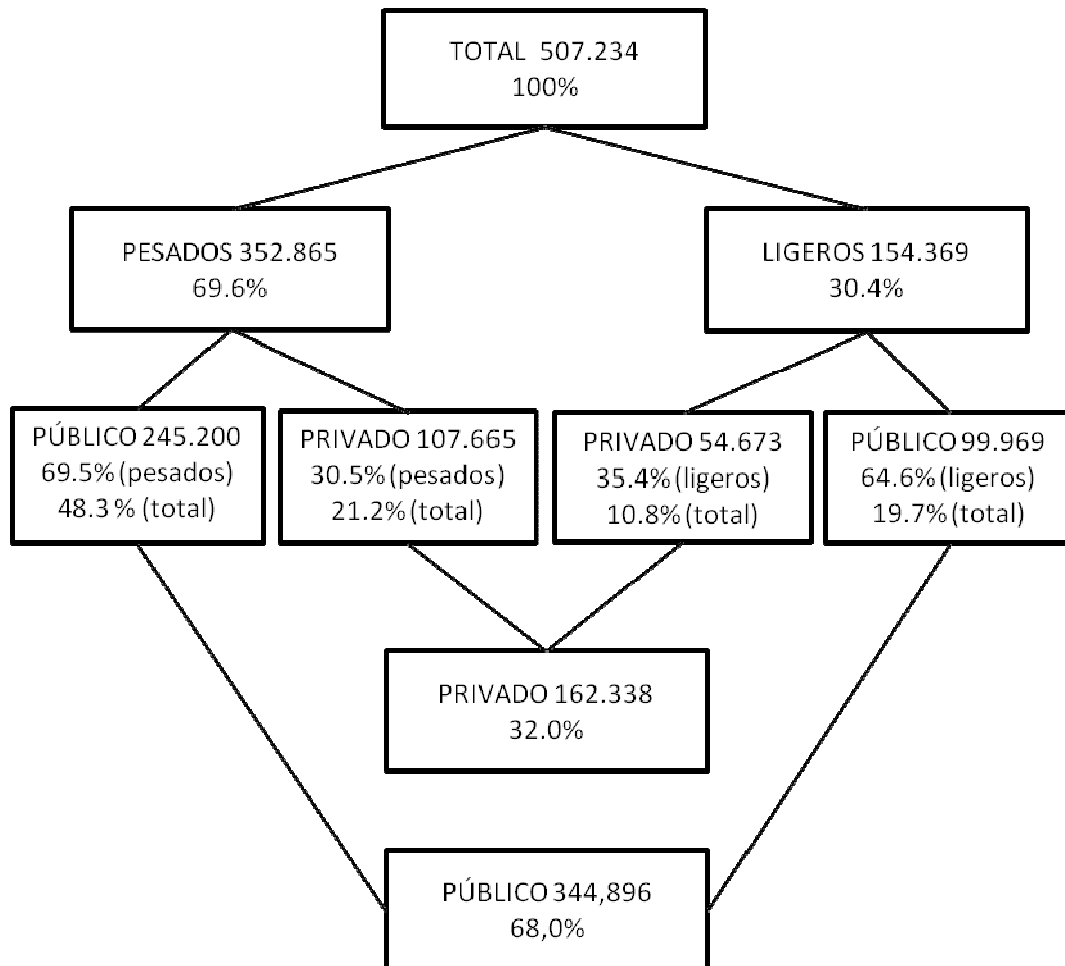 TOTAL 507.234
100%
PESADOS 352.865
69.6%
LIGEROS 154.369
30.4%
PÚBLICO 245.200
69.5% (pesados)
48.3 % (total)
PRIVADO 107.665
30.5% (pesados)
21.2% (total)
PRIVADO 54.673
35.4% (ligeros)
10.8% (total)
PÚBLICO 99.969
64.6% (ligeros)
19.7% (total)
PRIVADO 162.338
32.0%
PÚBLICO 344,896
68,0%